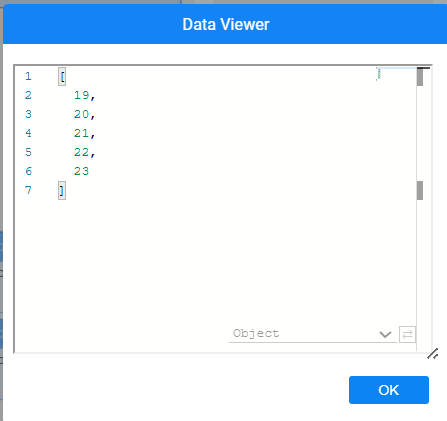 Data Viewer
1 [
2 19,
3 20,
4 21,
5 22,
6 23
7 ]
Object
OK